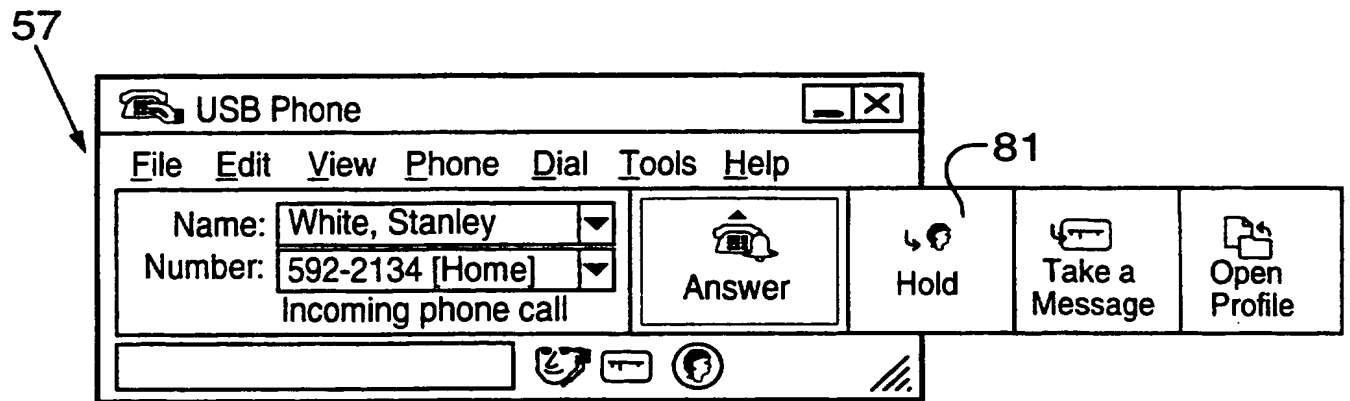 57
USB Phone
File Edit View Phone Dial Tools Help
81
Name: White, Stanley
Number: 592-2134 [Home]
Incoming phone call
Answer
Hold
Take a
Message
Open
Profile